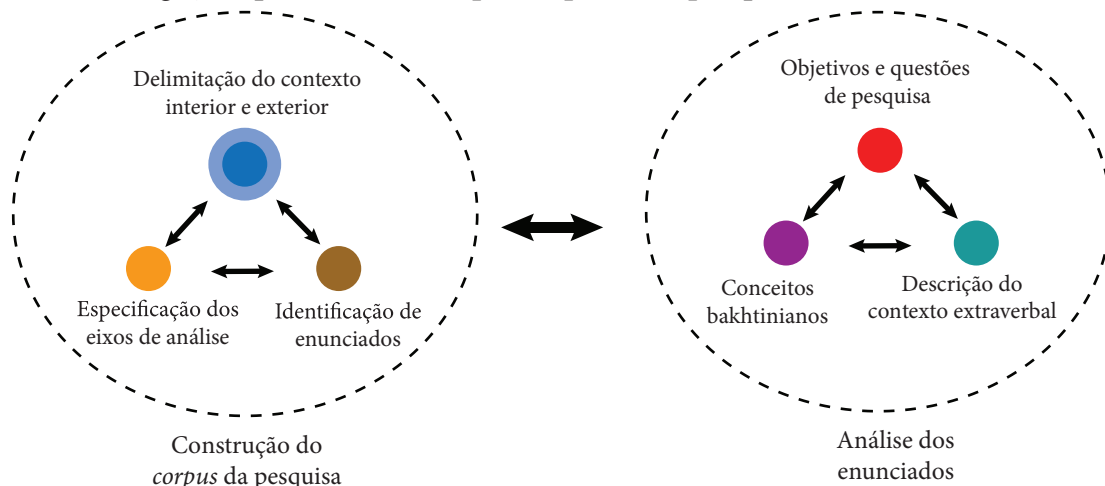 Delimitação do contexto
interior e exterior
Especificação dos
eixos de análise
Identificação de
enunciados
Construção do
corpus da pesquisa
Objetivos e questões
de pesquisa
Conceitos
bakhtinianos
Descrição do
contexto extraverbal
Análise dos
enunciados